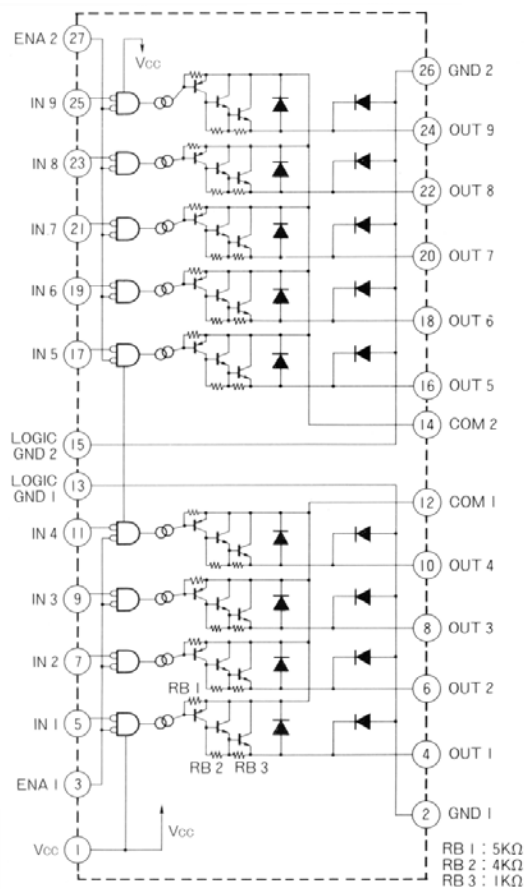 ENA 2 27
Vcc
26 GND 2
IN 9 25
24 OUT 9
IN 8 23
22 OUT 8
IN 7 21
20 OUT 7
IN 6 19
18 OUT 6
IN 5 17
16 OUT 5
14 COM 2
LOGIC
GND 2 15
LOGIC
GND 1 13
12 COM 1
IN 4 11
10 OUT 4
IN 3 9
8 OUT 3
IN 2 7
RB 1
6 OUT 2
IN 1 5
4 OUT 1
RB 2 RB 3
ENA 1 3
2 GND 1
Vcc
Vcc 1
RB 1 : 5KΩ
RB 2 : 4KΩ
RB 3 : 1KΩ